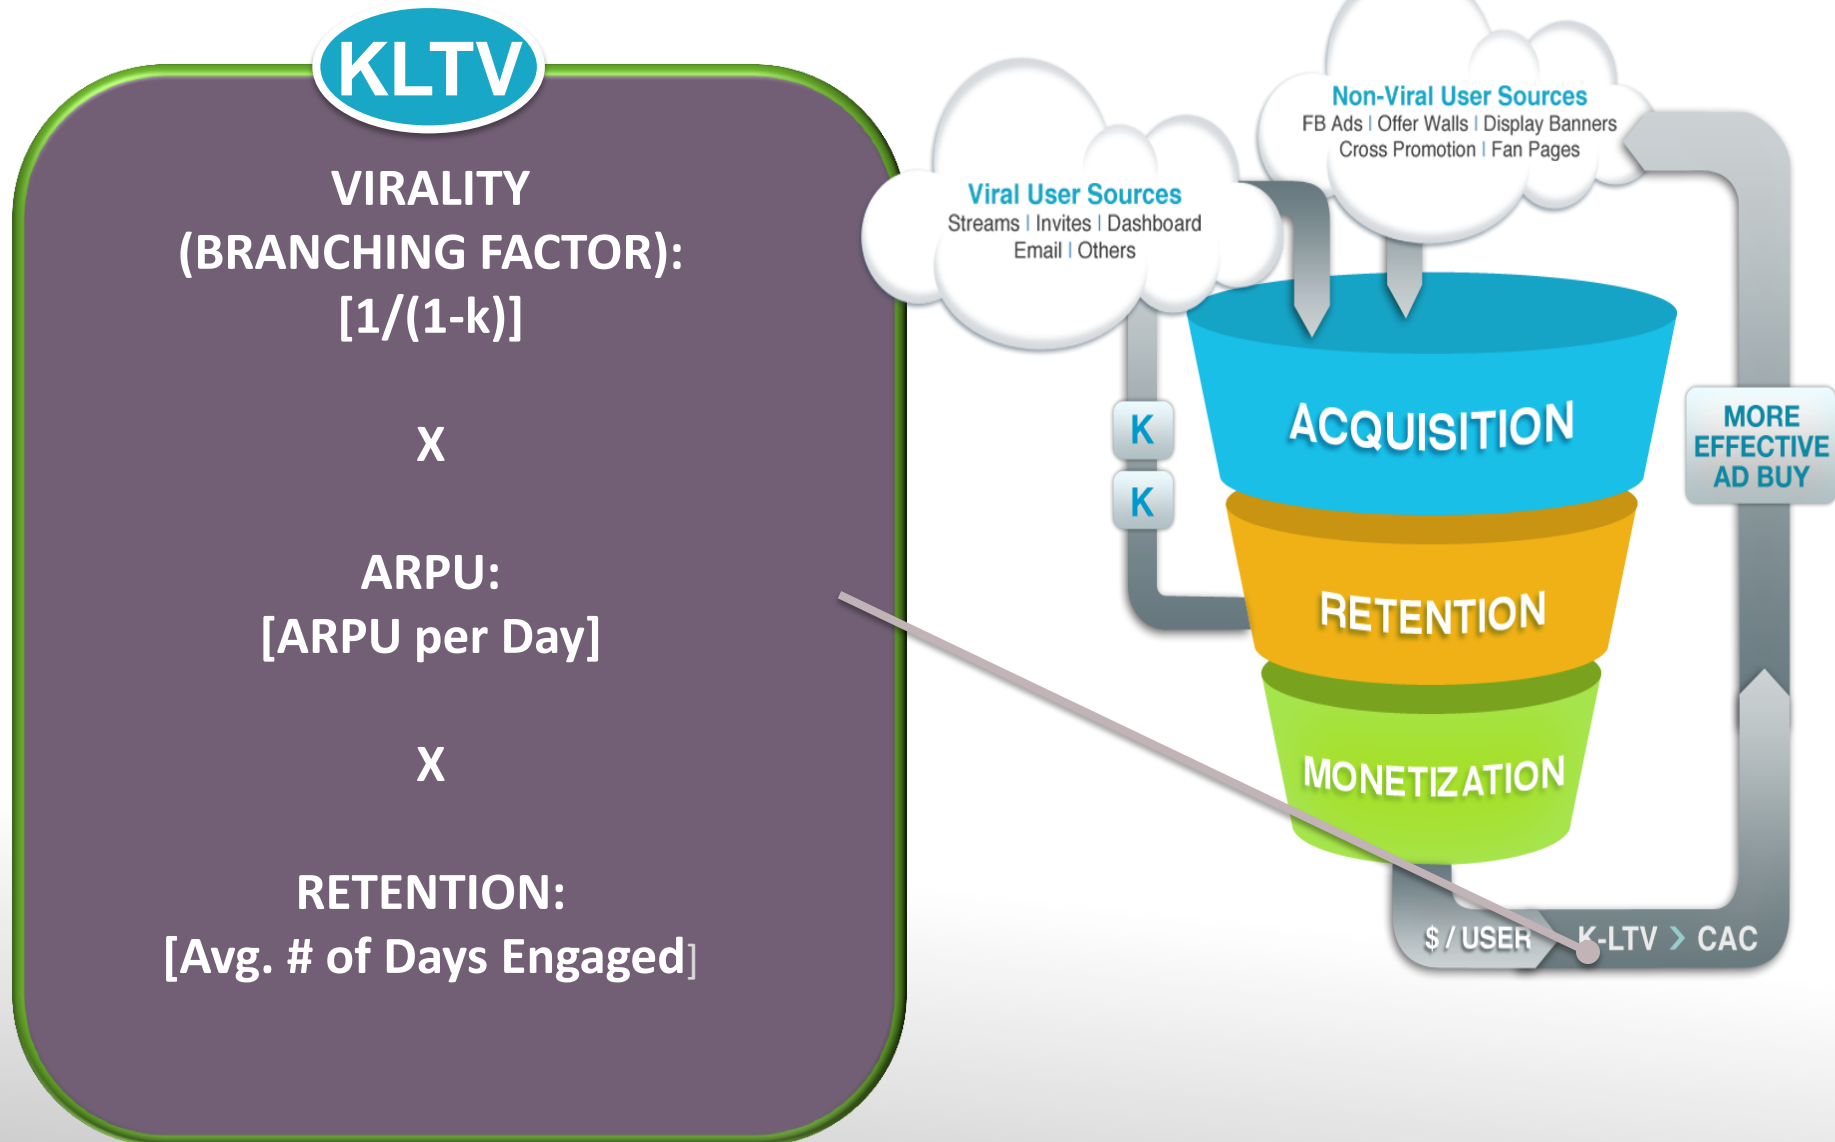 KLTV
VIRALITY
(BRANCHING FACTOR):
[1/(1-k)]
X
ARPU:
[ARPU per Day]
X
RETENTION:
[Avg. # of Days Engaged]
Viral User Sources
Streams | Invites | Dashboard
Email | Others
Non-Viral User Sources
FB Ads | Offer Walls | Display Banners
Cross Promotion | Fan Pages
ACQUISITION
K
K
MORE
EFFECTIVE
AD BUY
RETENTION
MONETIZATION
$ / USER K-LTV > CAC